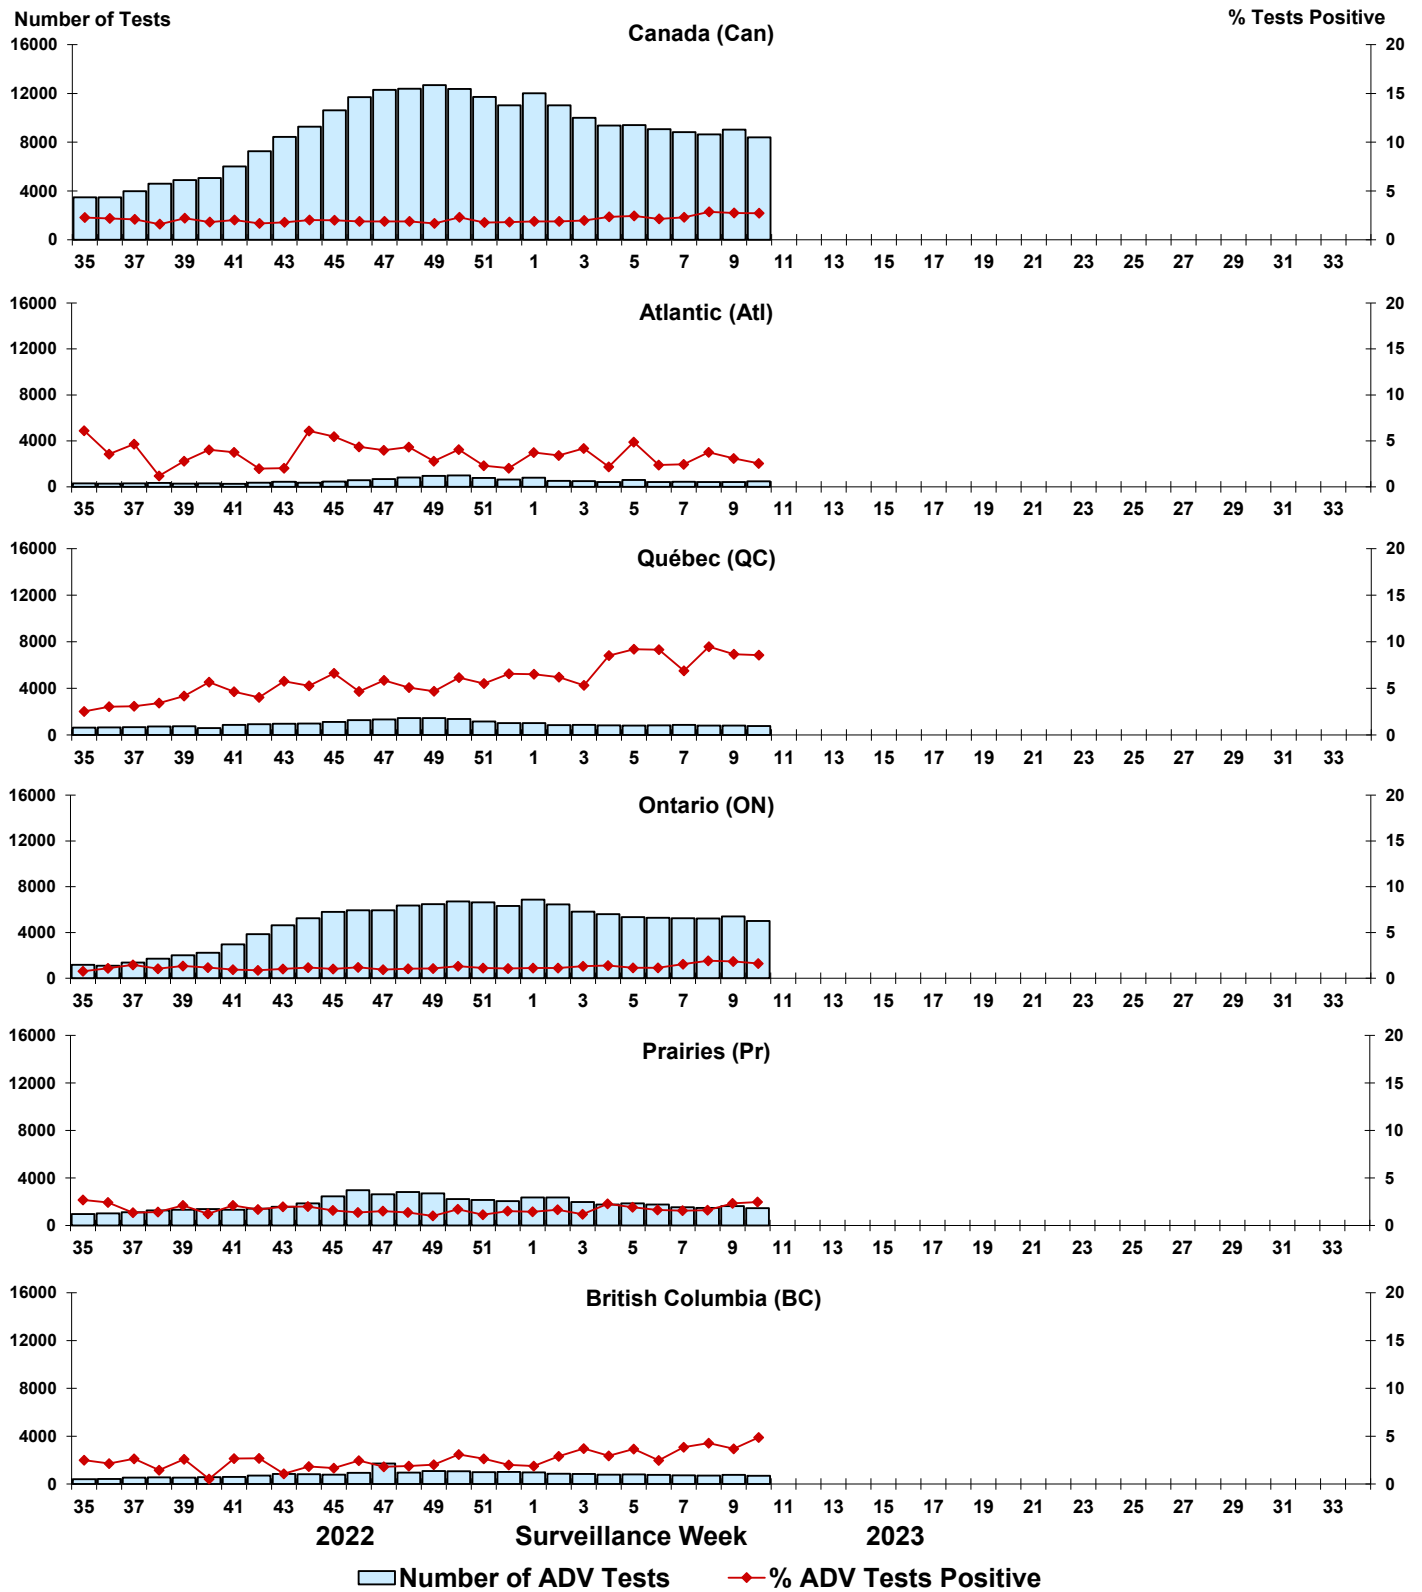 Number of Tests
% Tests Positive
Canada (Can)
16000 20
12000 15
8000 10
4000 5
0 0
35 37 39 41 43 45 47 49 51 1 3 5 7 9 11 13 15 17 19 21 23 25 27 29 31 33
Atlantic (Atl)
16000 20
12000 15
8000 10
4000 5
0 0
35 37 39 41 43 45 47 49 51 1 3 5 7 9 11 13 15 17 19 21 23 25 27 29 31 33
Québec (QC)
16000 20
12000 15
8000 10
4000 5
0 0
35 37 39 41 43 45 47 49 51 1 3 5 7 9 11 13 15 17 19 21 23 25 27 29 31 33
Ontario (ON)
16000 20
12000 15
8000 10
4000 5
0 0
35 37 39 41 43 45 47 49 51 1 3 5 7 9 11 13 15 17 19 21 23 25 27 29 31 33
Prairies (Pr)
16000 20
12000 15
8000 10
4000 5
0 0
35 37 39 41 43 45 47 49 51 1 3 5 7 9 11 13 15 17 19 21 23 25 27 29 31 33
British Columbia (BC)
16000 20
12000 15
8000 10
4000 5
0 0
35 37 39 41 43 45 47 49 51 1 3 5 7 9 11 13 15 17 19 21 23 25 27 29 31 33
2022 Surveillance Week 2023
Number of ADV Tests % ADV Tests Positive